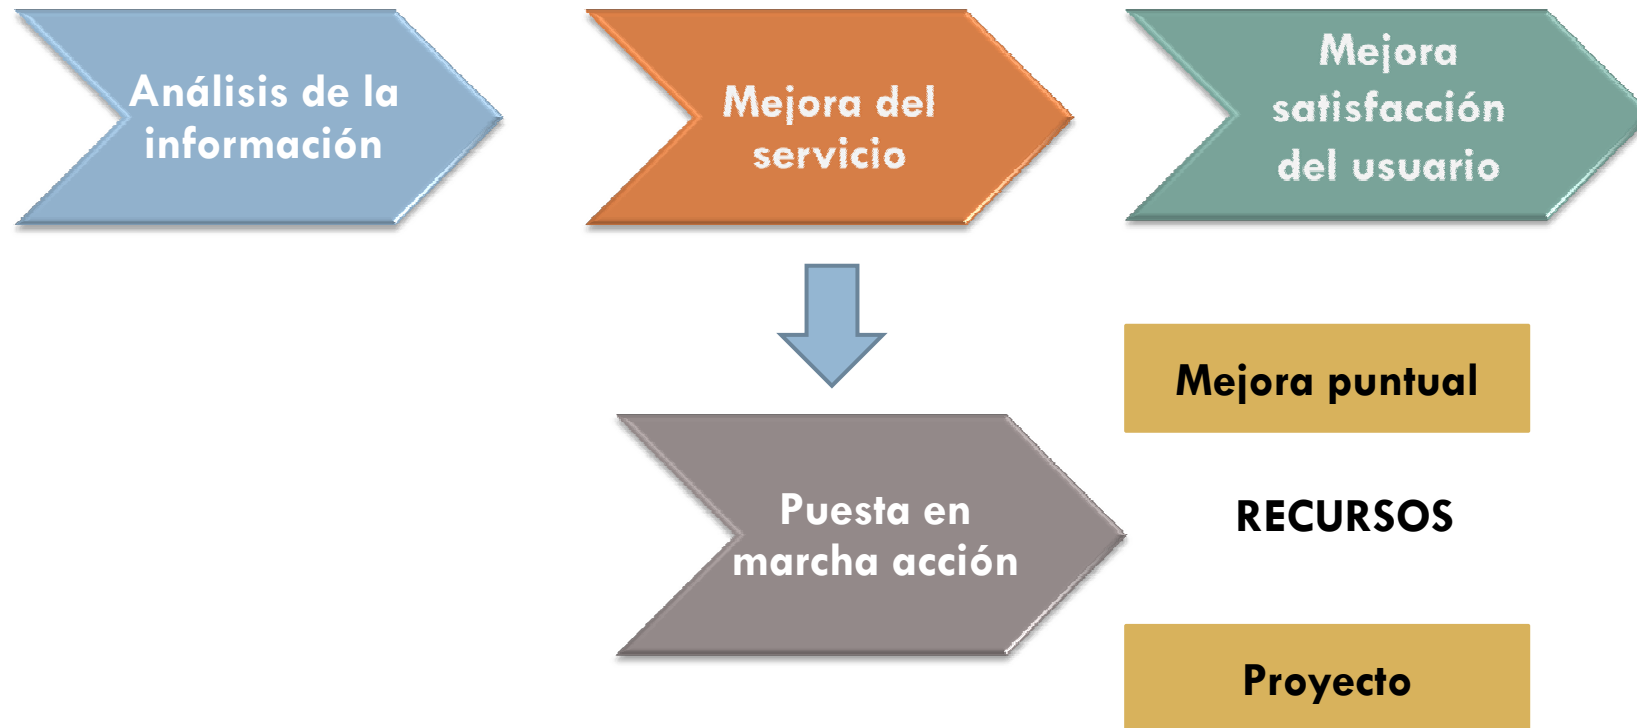 Análisis de la
información
Mejora del
servicio
Mejora
satisfacción
del usuario
Mejora puntual
Puesta en
marcha acción
RECURSOS
Proyecto